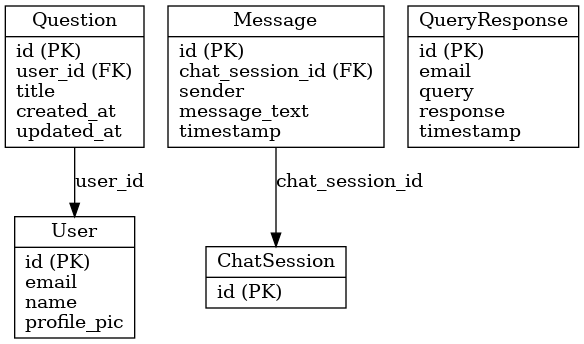 Question
id (PK)
user_id (FK)
title
created_at
updated_at
Message
id (PK)
chat_session_id (FK)
sender
message_text
timestamp
QueryResponse
id (PK)
email
query
response
timestamp
user_id
chat_session_id
User
id (PK)
email
name
profile_pic
ChatSession
id (PK)